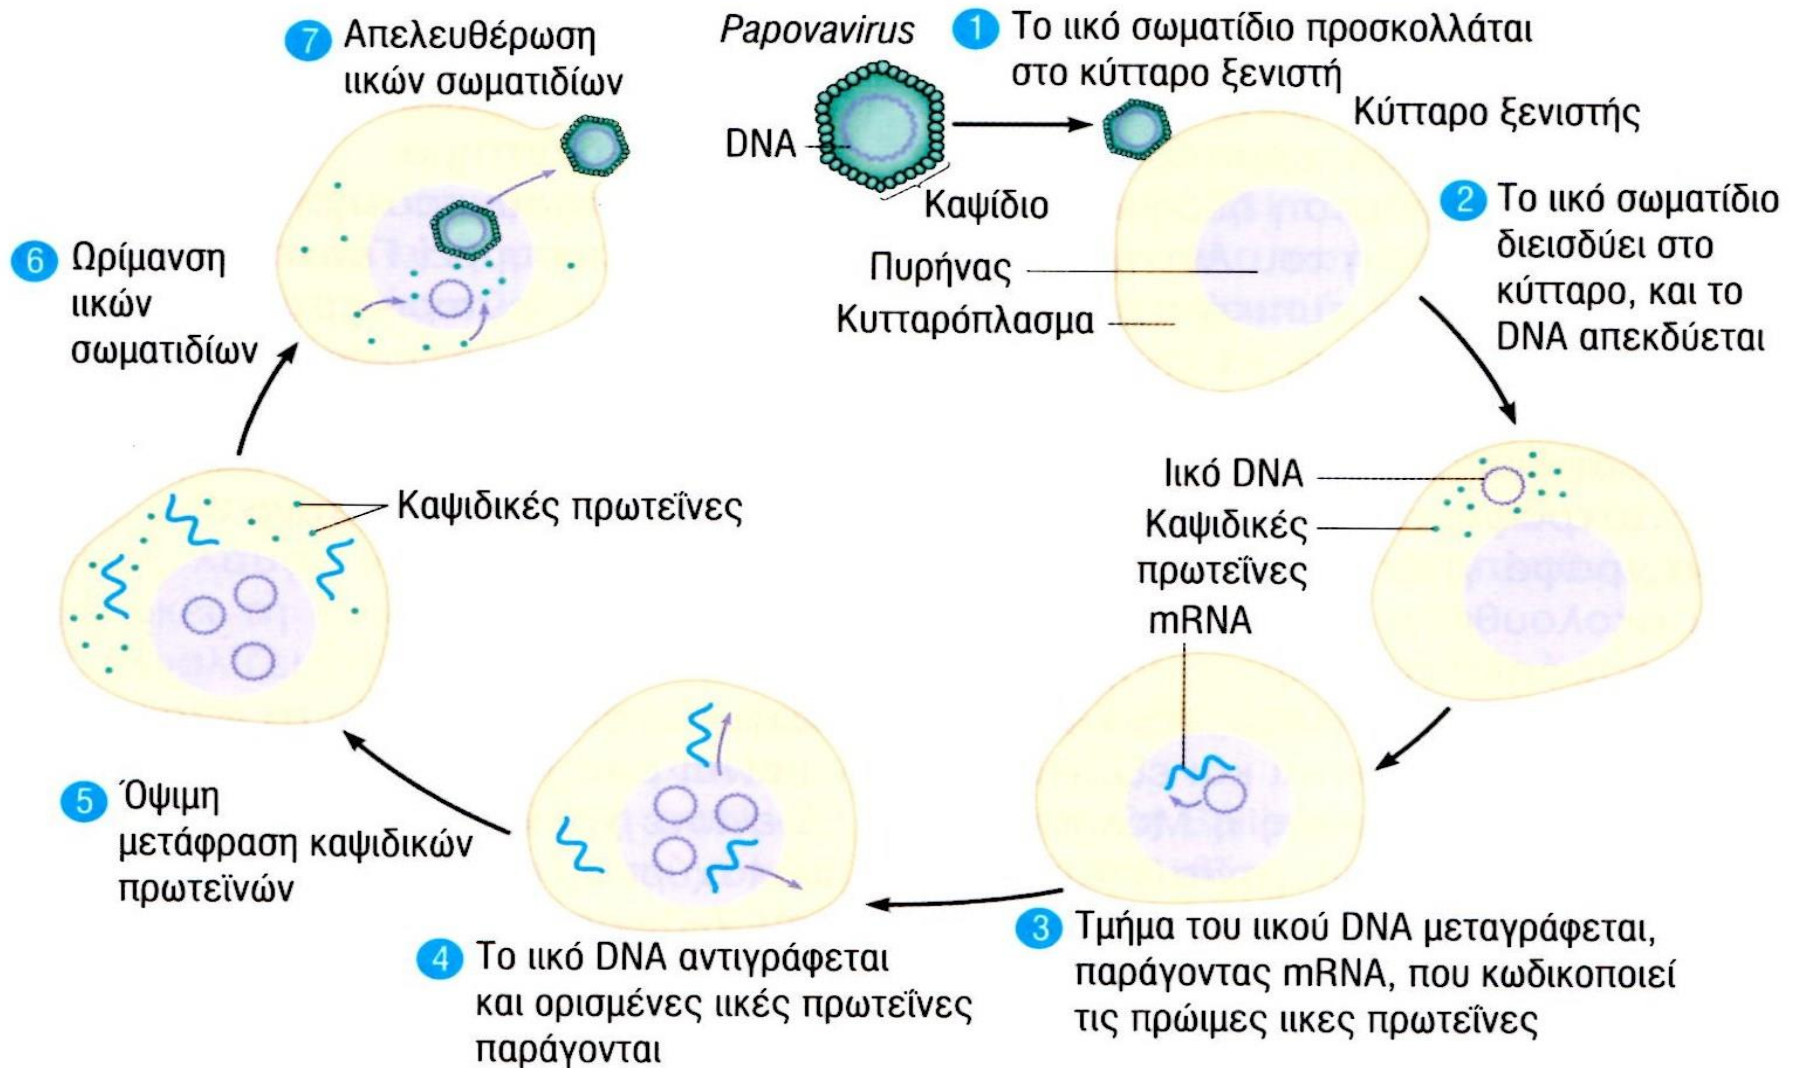 Papovavirus
DNA
Καψίδιο
1 Το ιικό σωματίδιο προσκολλάται
στο κύτταρο ξενιστή
Κύτταρο ξενιστής
Πυρήνας
Κυτταρόπλασμα
2 Το ιικό σωματίδιο
διεισδύει στο
κύτταρο, και το
DNA απεκδύεται
Ιικό DNA
Καψιδικές
πρωτεΐνες
mRNA
3 Τμήμα του ιικού DNA μεταγράφεται,
παράγοντας mRNA, που κωδικοποιεί
τις πρώιμες ιικες πρωτεΐνες
4 Το ιικό DNA αντιγράφεται
και ορισμένες ιικές πρωτεΐνες
παράγονται
5 Όψιμη
μετάφραση καψιδικών
πρωτεϊνών
Καψιδικές πρωτεΐνες
6 Ωρίμανση
ιικών
σωματιδίων
7 Απελευθέρωση
ιικών σωματιδίων